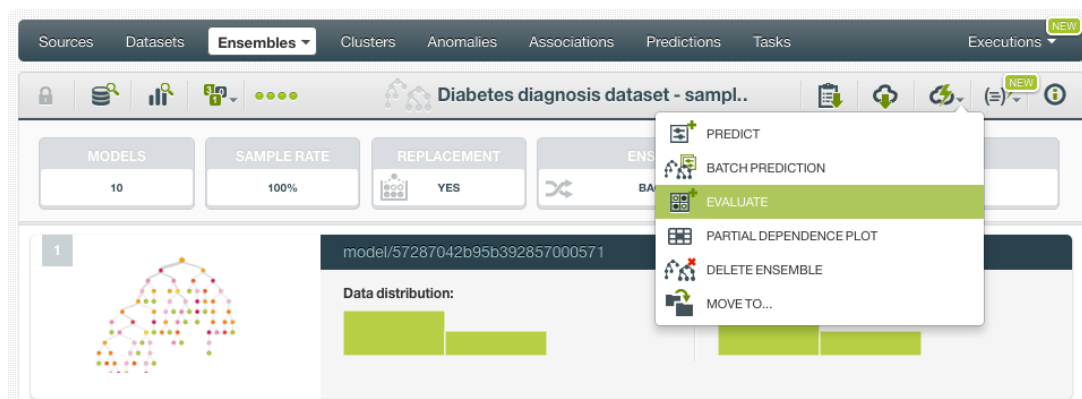 NEW
Sources Datasets Ensembles Clusters Anomalies Associations Predictions Tasks Executions
NEW
Diabetes diagnosis dataset - sampl..
PREDICT
MODELS SAMPLE RATE REPLACEMENT
BATCH PREDICTION
10 100% YES
EVALUATE
PARTIAL DEPENDENCE PLOT
1 model/57287042b95b392857000571
DELETE ENSEMBLE
Data distribution:
MOVE TO...